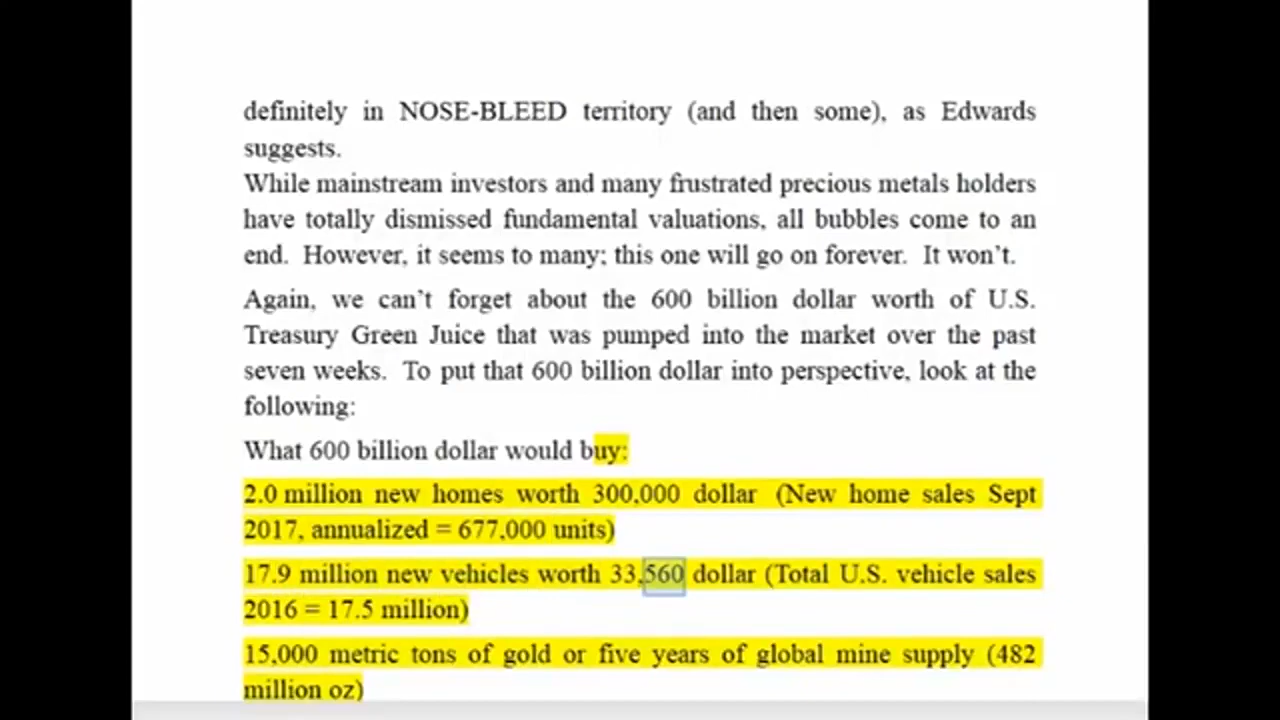 definitely in NOSE-BLEED territory (and then some), as Edwards
suggests.
While mainstream investors and many frustrated precious metals holders
have totally dismissed fundamental valuations, all bubbles come to an
end. However, it seems to many; this one will go on forever. It won't.
Again, we can't forget about the 600 billion dollar worth of U.S.
Treasury Green Juice that was pumped into the market over the past
seven weeks. To put that 600 billion dollar into perspective, look at the
following:
What 600 billion dollar would buy:
2.0 million new homes worth 300,000 dollar (New home sales Sept
2017, annualized = 677,000 units)
17.9 million new vehicles worth 33,560 dollar (Total U.S. vehicle sales
2016 = 17.5 million)
15,000 metric tons of gold or five years of global mine supply (482
million oz)